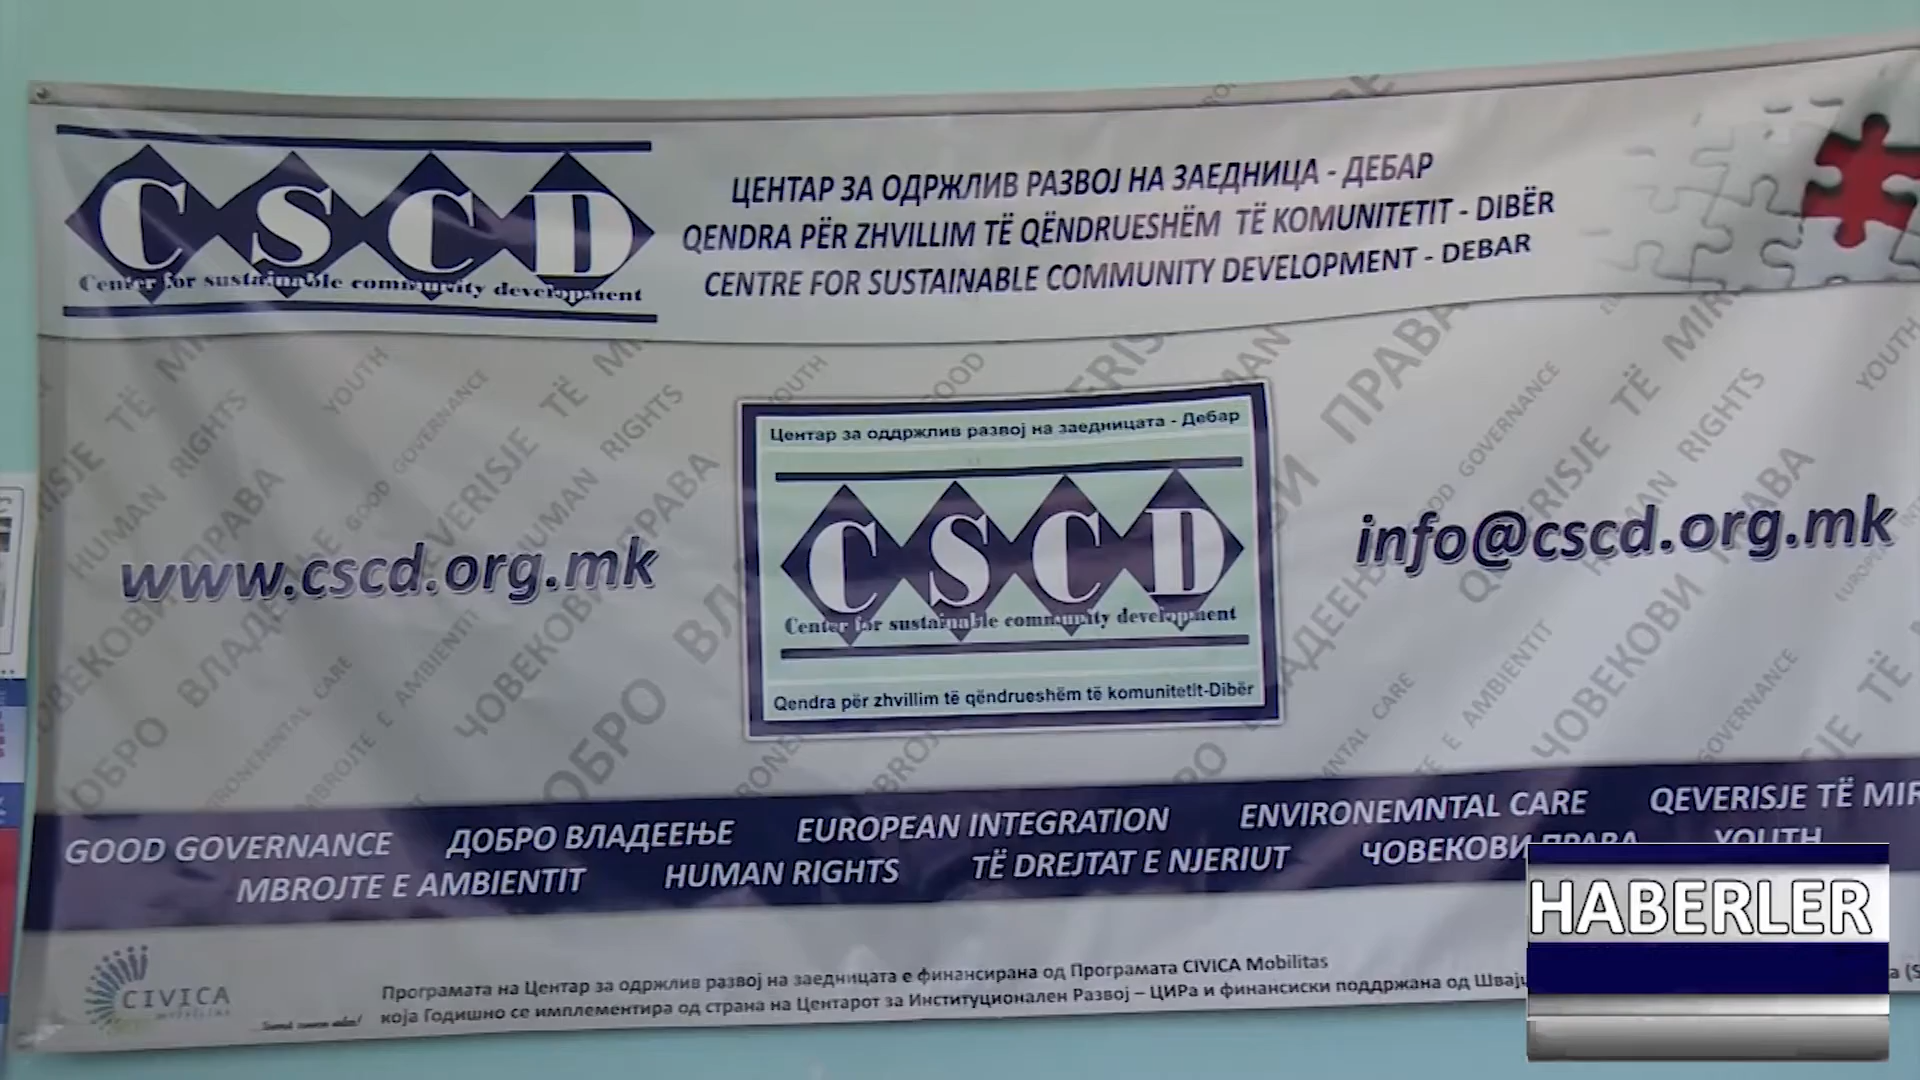 CSCD
Center for sustainable community development
ЦЕНТАР ЗА ОДРЖЛИВ РАЗВОЈ НА ЗАЕДНИЦА - ДЕБАР
QENDRA PËR ZHVILLIM TË QËNDRUESHËM TË KOMUNITETIT - DIBËR
CENTRE FOR SUSTAINABLE COMMUNITY DEVELOPMENT - DEBAR
www.cscd.org.mk
Центар за оддржлив развој на заедницата - Дебар
CSCD
Center for sustainable community development
Qendra për zhvillim të qëndrueshëm të komunitetit-Dibër
info@cscd.org.mk
GOOD GOVERNANCE ДОБРО ВЛАДЕЕЊЕ EUROPEAN INTEGRATION ENVIRONEMNTAL CARE QEVERISJE TË MIR
MBROJTE E AMBIENTIT HUMAN RIGHTS TË DREJTAT E NJERIUT ЧОВЕКОВИ ПРАВА YOUTH
CIVICA
mobilitas
Програмата на Центар за одржлив развој на заедницата е финансирана од Програмата CIVICA Mobilitas
која Годишно се имплементира од страна на Центарот за Институционален Развој – ЦИРа и финансиски поддржана од
HABERLER